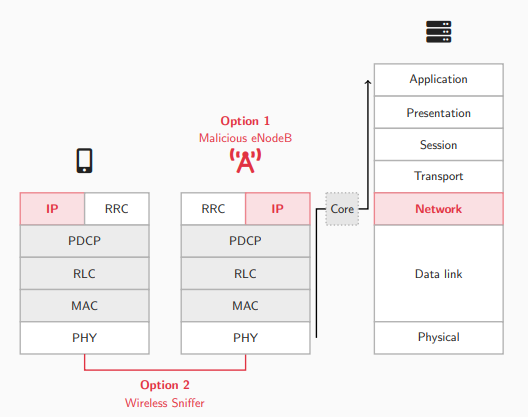 Option 1
Malicious eNodeB
IP
RRC
PDCP
RLC
MAC
PHY
RRC
IP
PDCP
RLC
MAC
PHY
Core
Application
Presentation
Session
Transport
Network
Data link
Physical
Option 2
Wireless Sniffer